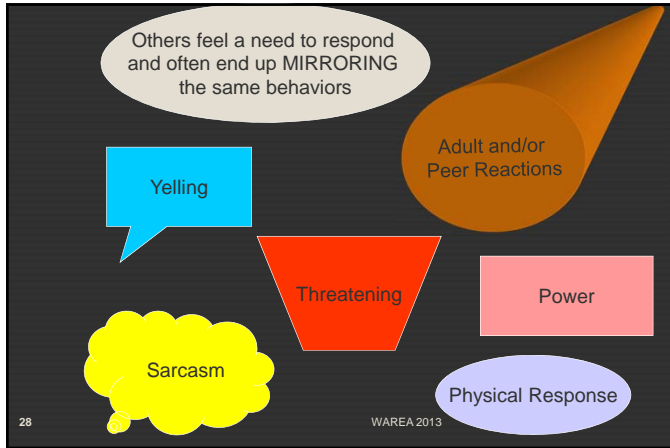 Others feel a need to respond
and often end up MIRRORING
the same behaviors
Adult and/or
Peer Reactions
Yelling
Threatening
Power
Sarcasm
Physical Response
28
WAREA 2013